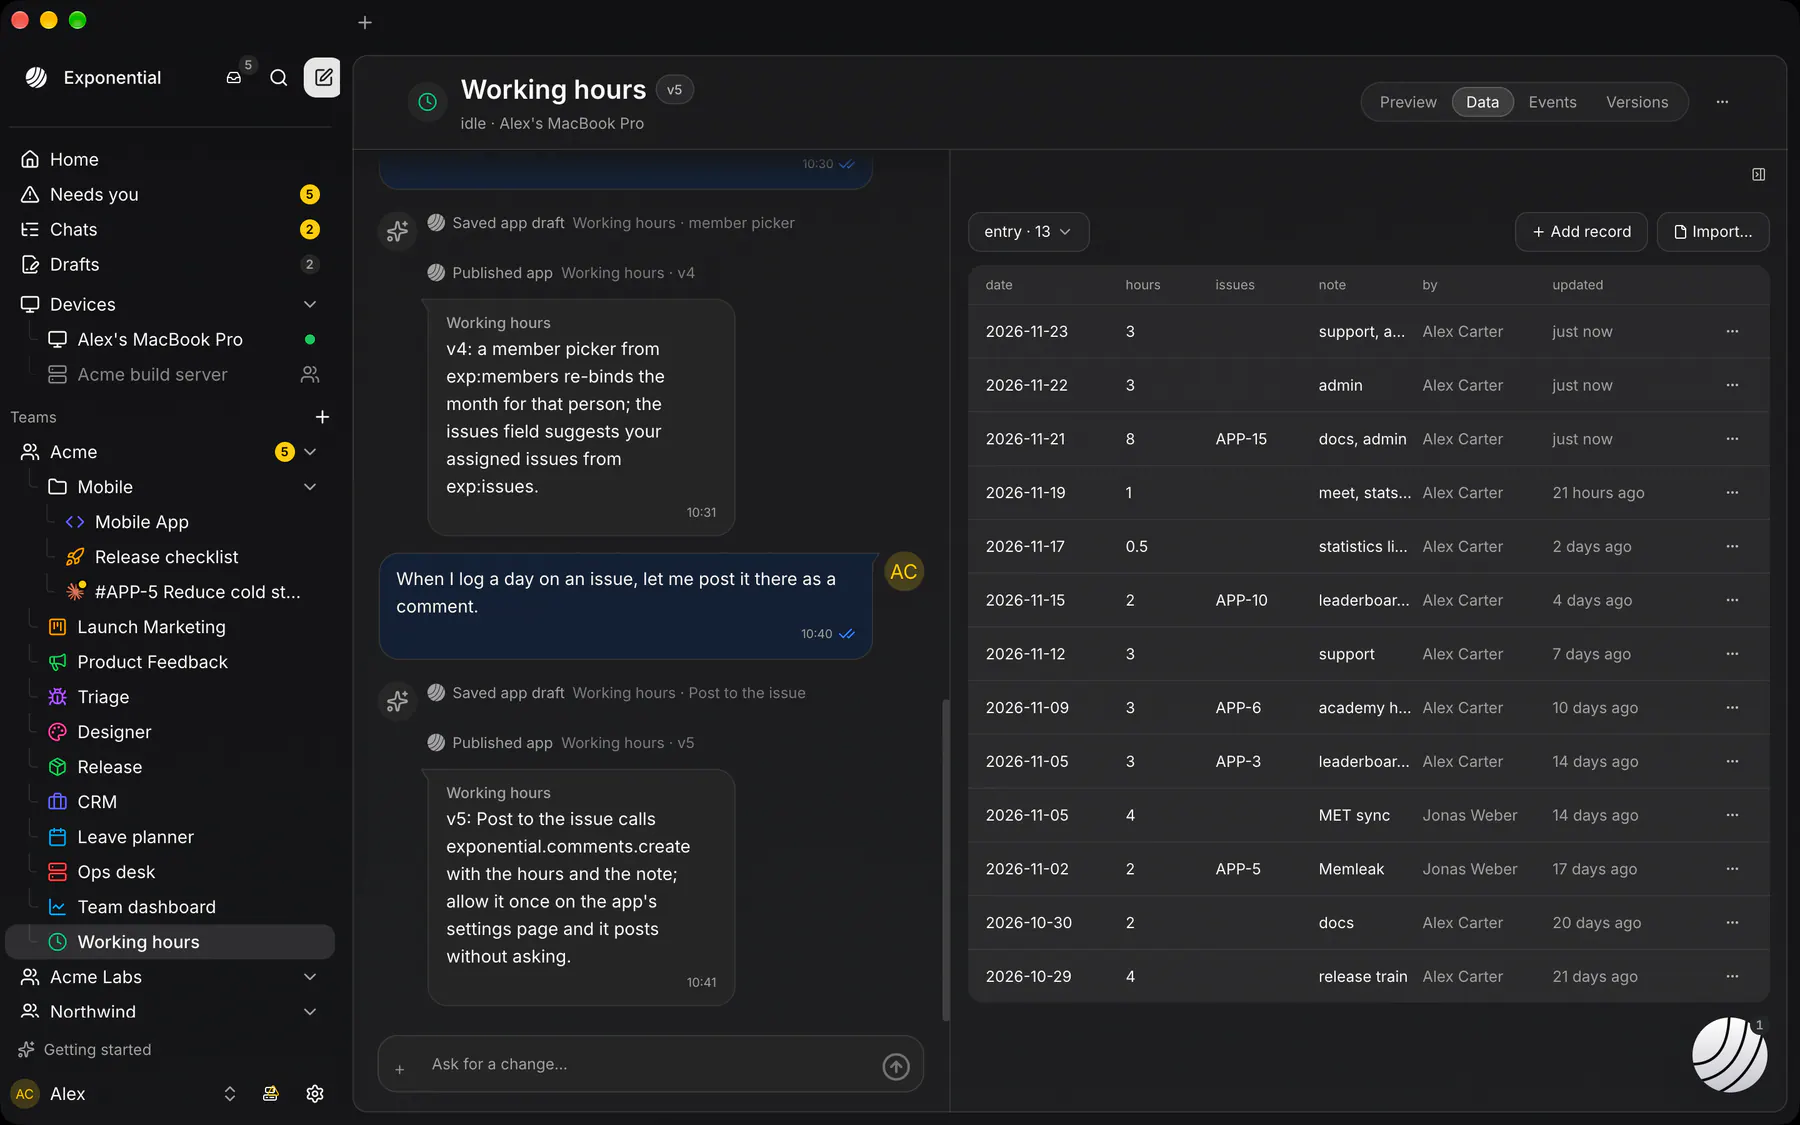 Exponential
5
Home
Needs you
5
Chats
2
Drafts
2
Devices
Alex's MacBook Pro
Acme build server
Teams
Acme
5
Mobile
Mobile App
Release checklist
#APP-5 Reduce cold st...
Launch Marketing
Product Feedback
Triage
Designer
Release
CRM
Leave planner
Ops desk
Team dashboard
Working hours
Acme Labs
Northwind
Getting started
AC
Alex
Working hours
v5
idle · Alex's MacBook Pro
Preview
Data
Events
Versions
10:30
Saved app draft Working hours · member picker
Published app Working hours · v4
Working hours
v4: a member picker from
exp:members re-binds the
month for that person; the
issues field suggests your
assigned issues from
exp:issues.
10:31
When I log a day on an issue, let me post it there as a
comment.
10:40
AC
Saved app draft Working hours · Post to the issue
Published app Working hours · v5
Working hours
v5: Post to the issue calls
exponential.comments.create
with the hours and the note;
allow it once on the app's
settings page and it posts
without asking.
10:41
Ask for a change...
entry · 13
+ Add record
Import...
date hours issues note by updated
2026-11-23 3 support, a... Alex Carter just now
2026-11-22 3 admin Alex Carter just now
2026-11-21 8 APP-15 docs, admin Alex Carter just now
2026-11-19 1 meet, stats... Alex Carter 21 hours ago
2026-11-17 0.5 statistics li... Alex Carter 2 days ago
2026-11-15 2 APP-10 leaderboar... Alex Carter 4 days ago
2026-11-12 3 support Alex Carter 7 days ago
2026-11-09 3 APP-6 academy h... Alex Carter 10 days ago
2026-11-05 3 APP-3 leaderboar... Alex Carter 14 days ago
2026-11-05 4 MET sync Jonas Weber 14 days ago
2026-11-02 2 APP-5 Memleak Jonas Weber 17 days ago
2026-10-30 2 docs Alex Carter 20 days ago
2026-10-29 4 release train Alex Carter 21 days ago
1